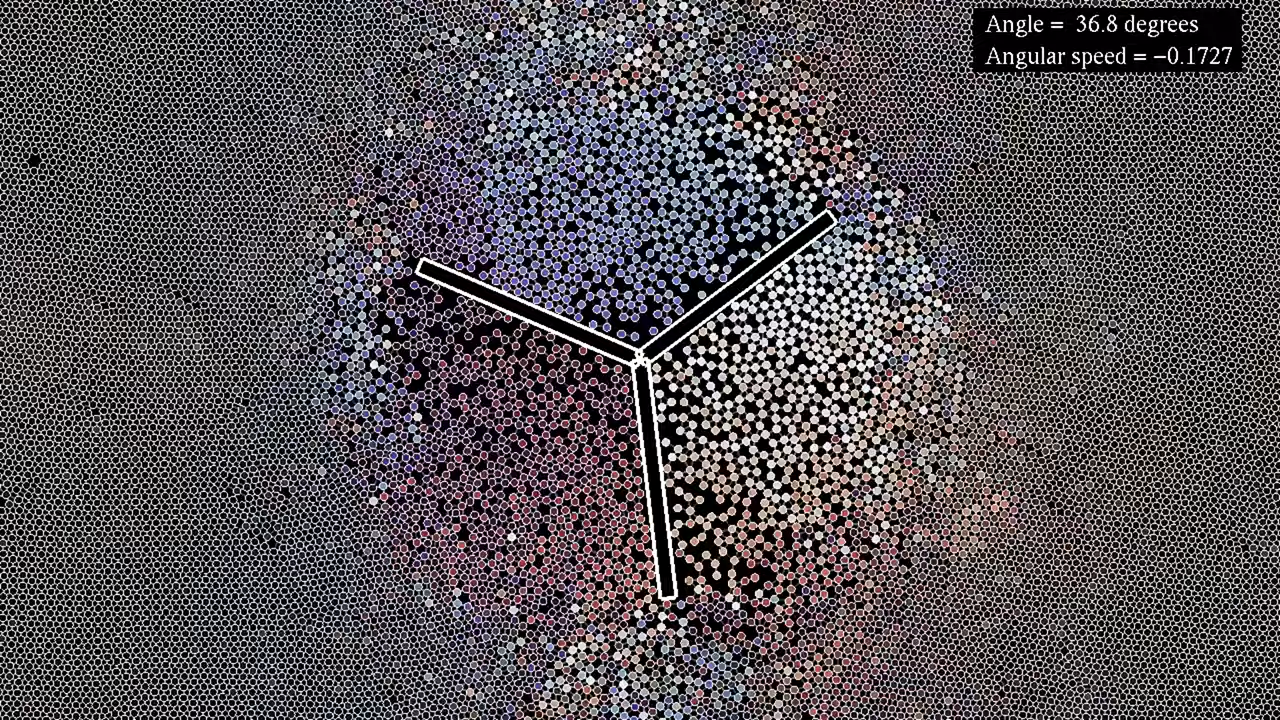 Angle = 36.8 degrees
Angular speed = −0.1727